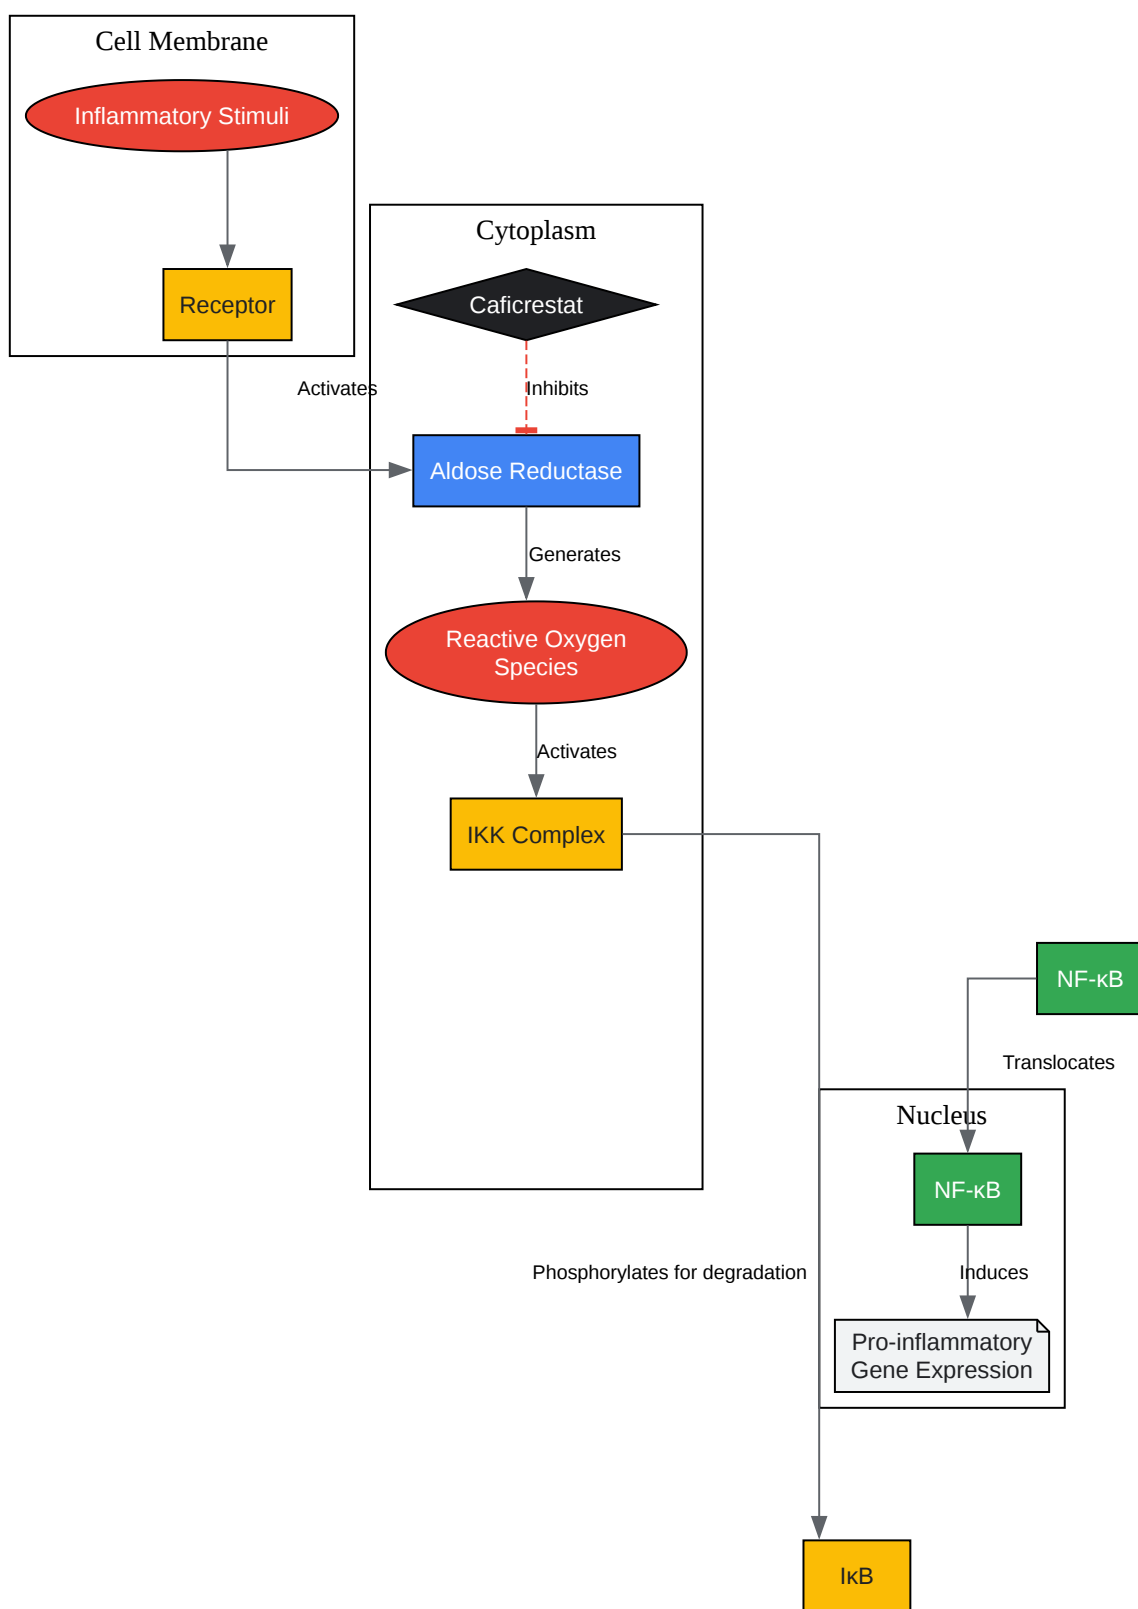 Cell Membrane
Inflammatory Stimuli
Receptor
Activates
Cytoplasm
Caficrestat
Inhibits
Aldose Reductase
Generates
Reactive Oxygen
Species
Activates
IKK Complex
NF-κB
Translocates
Nucleus
NF-κB
Phosphorylates for degradation
Induces
Pro-inflammatory
Gene Expression
IκB